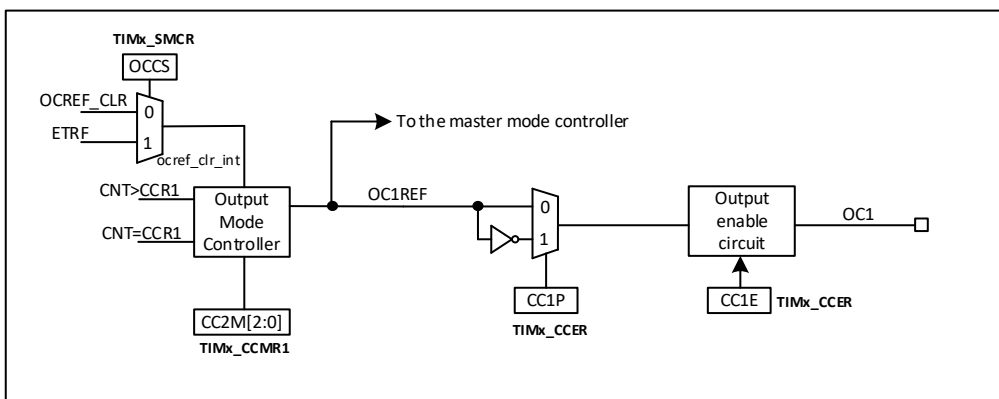 TIMx_SMCR
OCCS
OCREF_CLR
0
ETRF
1
ocref_clr_int
To the master mode controller
CNT>CCR1
CNT=CCR1
Output
Mode
Controller
OC1REF
0
1
Output
enable
circuit
OC1
CC2M[2:0]
TIMx_CCMR1
CC1P
TIMx_CCER
CC1E
TIMx_CCER